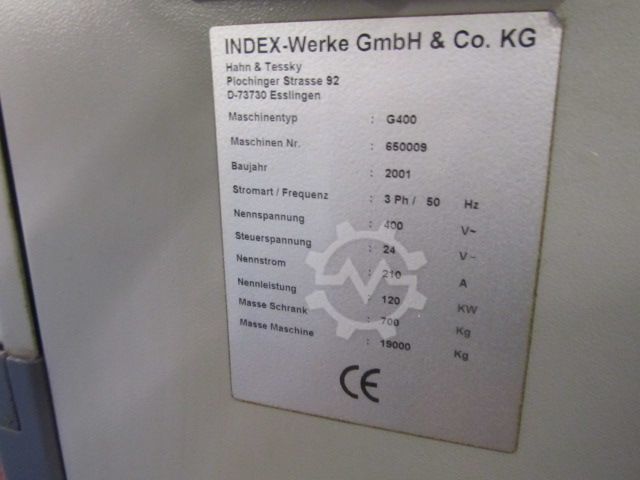 INDEX-Werke GmbH & Co. KG
Hahn & Tessky
Plochinger Strasse 92
D-73730 Esslingen
Maschinentyp : G400
Maschinen Nr. : 650009
Baujahr : 2001
Stromart / Frequenz : 3 Ph / 50 Hz
Nennspannung : 400 V~
Steuerspannung : 24 V -
Nennstrom : 210 A
Nennleistung : 120 KW
Masse Schrank : 700 Kg
Masse Maschine : 19000 Kg
CE